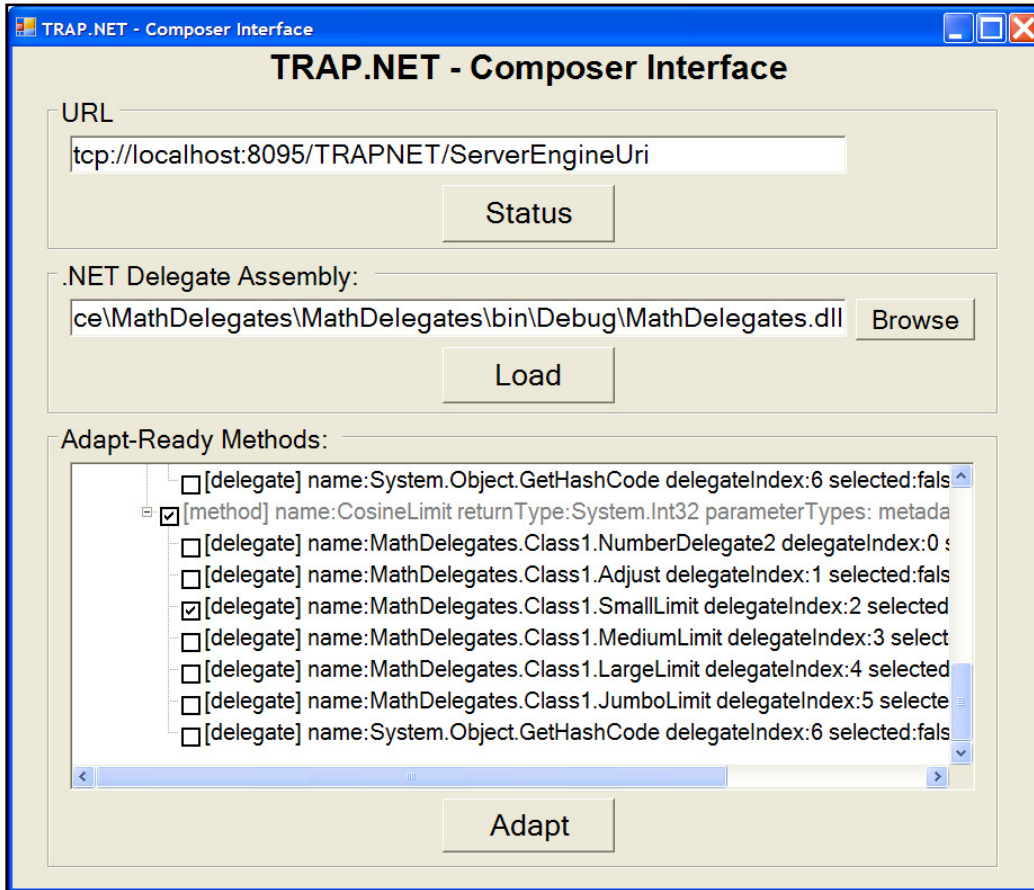 TRAP.NET - Composer Interface
TRAP.NET - Composer Interface
URL
tcp://localhost:8095/TRAPNET/ServerEngineUri
Status
.NET Delegate Assembly:
ce\MathDelegates\MathDelegates\bin\Debug\MathDelegates.dll Browse
Load
Adapt-Ready Methods:
[delegate] name:System.Object.GetHashCode delegateIndex:6 selected:fals
[method] name:CosineLimit returnType:System.Int32 parameterTypes: metada
[delegate] name:MathDelegates.Class1.NumberDelegate2 delegateIndex:0 s
[delegate] name:MathDelegates.Class1.Adjust delegateIndex:1 selected:fals
[delegate] name:MathDelegates.Class1.SmallLimit delegateIndex:2 selected
[delegate] name:MathDelegates.Class1.MediumLimit delegateIndex:3 select
[delegate] name:MathDelegates.Class1.LargeLimit delegateIndex:4 selected
[delegate] name:MathDelegates.Class1.JumboLimit delegateIndex:5 selecte
[delegate] name:System.Object.GetHashCode delegateIndex:6 selected:fals
Adapt